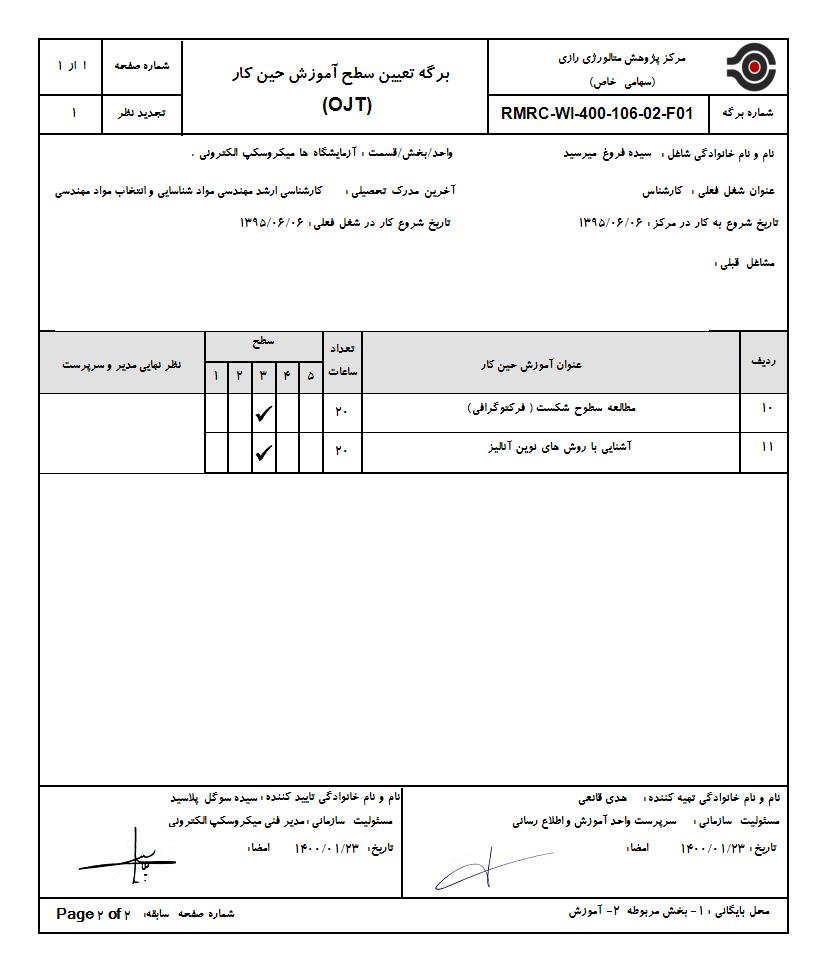 مرکز پژوهش متالورژی رازی
(سهامی خاص)
برگه تعیین سطح آموزش حین کار
(OJT)
شماره صفحه
۱ از ۱
شماره برگه
RMRC-WI-400-106-02-F01
تجدید نظر
۱
نام و نام خانوادگی شاغل : سیده فروغ میرسید
واحد/بخش/قسمت : آزمایشگاه ها میکروسکپ الکترونی .
عنوان شغل فعلی : کارشناس
آخرین مدرک تحصیلی : کارشناسی ارشد مهندسی مواد شناسایی و انتخاب مواد مهندسی
تاریخ شروع به کار در مرکز : ۱۳۹۵/۰۶/۰۶
تاریخ شروع کار در شغل فعلی : ۱۳۹۵/۰۶/۰۶
مشاغل قبلی :
ردیف
عنوان آموزش حین کار
تعداد ساعات
سطح
۵ ۴ ۳ ۲ ۱
نظر نهایی مدیر و سرپرست
۱۰ مطالعه سطوح شکست ( فرکتوگرافی) ۲۰ ✓
۱۱ آشنایی با روش های نوین آنالیز ۲۰ ✓
نام و نام خانوادگی تهیه کننده : هدی قانعی
مسئولیت سازمانی : سرپرست واحد آموزش و اطلاع رسانی
تاریخ: ۱۴۰۰/۰۱/۲۳ امضا:
نام و نام خانوادگی تایید کننده : سیده سوگل پلاسید
مسئولیت سازمانی : مدیر فنی میکروسکپ الکترونی
تاریخ: ۱۴۰۰/۰۱/۲۳ امضا:
محل بایگانی : ۱- بخش مربوطه ۲- آموزش
شماره صفحه سابقه: Page ۲ of ۲